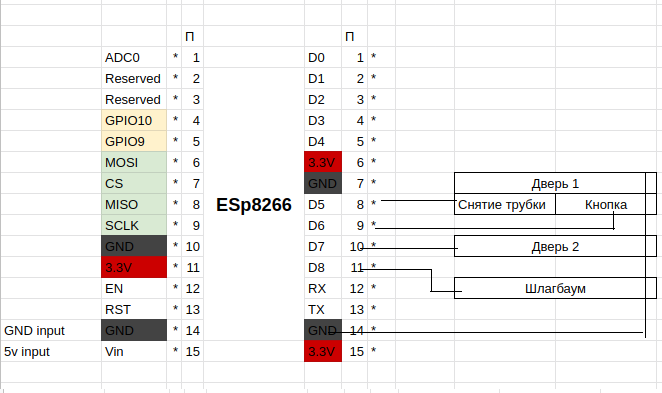 П П
ADC0 * 1 D0 1 *
Reserved * 2 D1 2 *
Reserved * 3 D2 3 *
GPIO10 * 4 D3 4 *
GPIO9 * 5 D4 5 *
MOSI * 6 3.3V 6 *
CS * 7 GND 7 * Дверь 1
MISO * 8 ESp8266 D5 8 * Снятие трубки Кнопка
SCLK * 9 D6 9 *
GND * 10 D7 10 * Дверь 2
3.3V * 11 D8 11 *
EN * 12 RX 12 * Шлагбаум
RST * 13 TX 13 *
GND input GND * 14 GND 14 *
5v input Vin * 15 3.3V 15 *